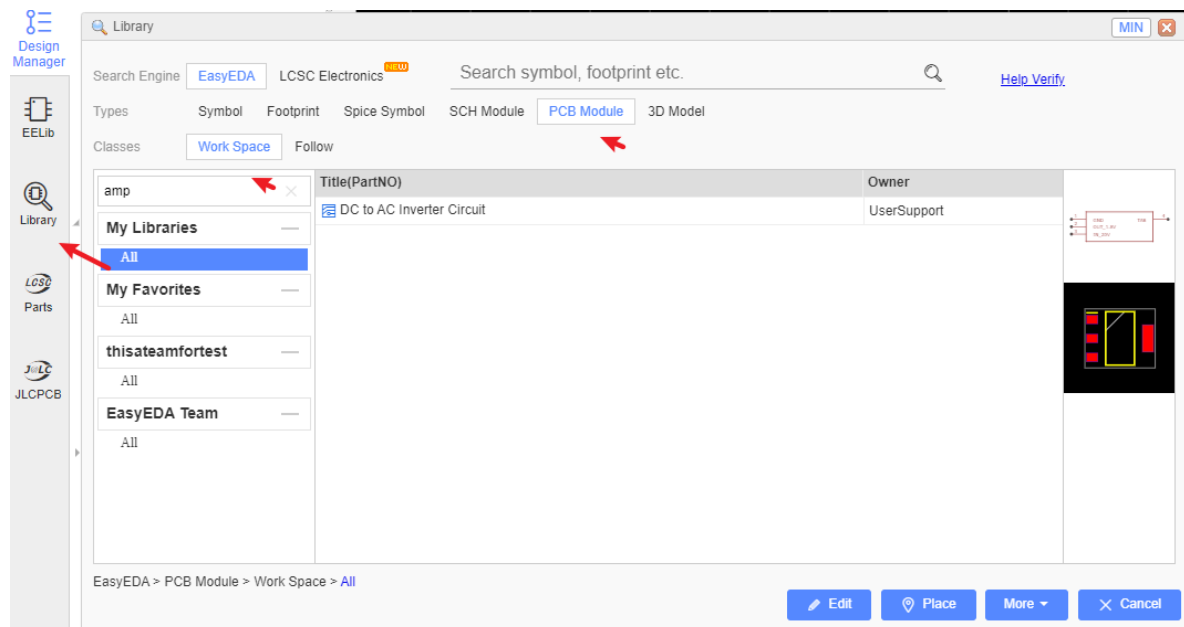 Design
Manager
EELib
Library
LCSC
Parts
JLCPCB
Library
MIN
Search Engine EasyEDA LCSC Electronics NEW Search symbol, footprint etc. Help Verify
Types Symbol Footprint Spice Symbol SCH Module PCB Module 3D Model
Classes Work Space Follow
amp
My Libraries
All
My Favorites
All
thisateamfortest
All
EasyEDA Team
All
Title(PartNO) Owner
DC to AC Inverter Circuit UserSupport
EasyEDA > PCB Module > Work Space > All
Edit Place More Cancel